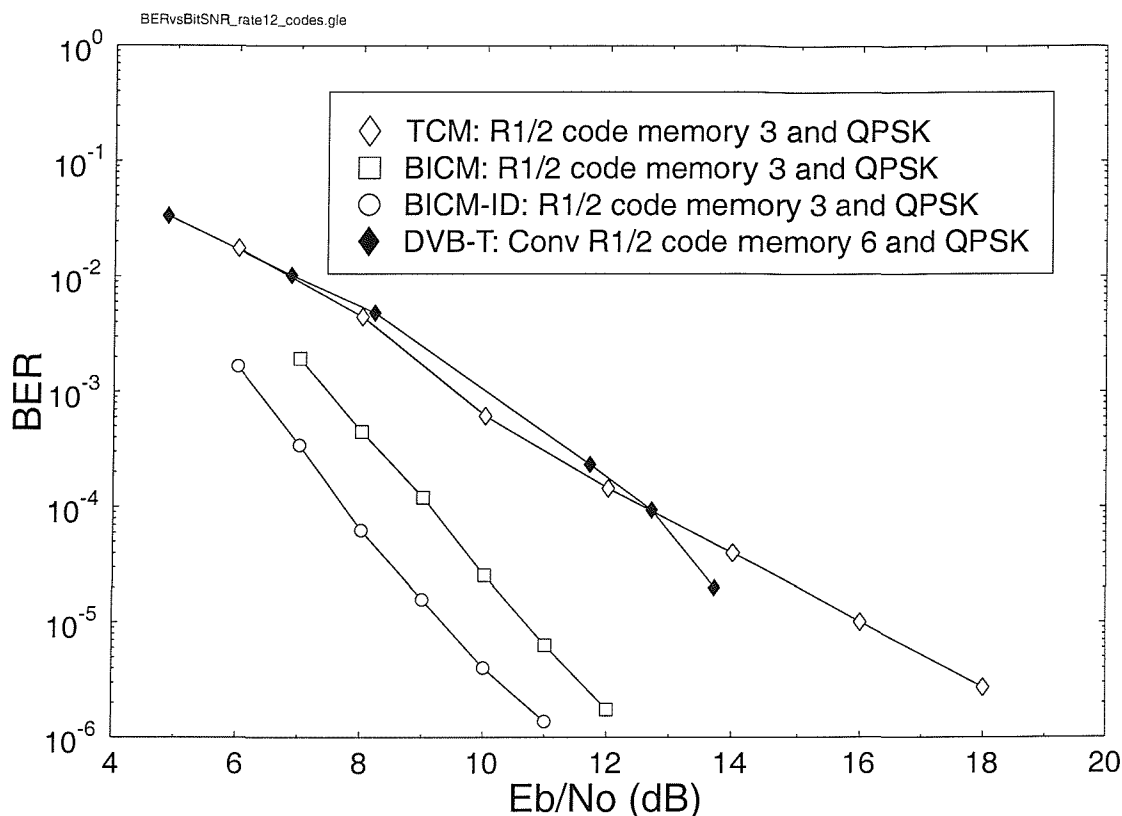 BERvsBitSNR_rate12_codes.gle
10^0
10^-1
10^-2
10^-3
10^-4
10^-5
10^-6
BER
TCM: R1/2 code memory 3 and QPSK
BICM: R1/2 code memory 3 and QPSK
BICM-ID: R1/2 code memory 3 and QPSK
DVB-T: Conv R1/2 code memory 6 and QPSK
4 6 8 10 12 14 16 18 20
Eb/No (dB)